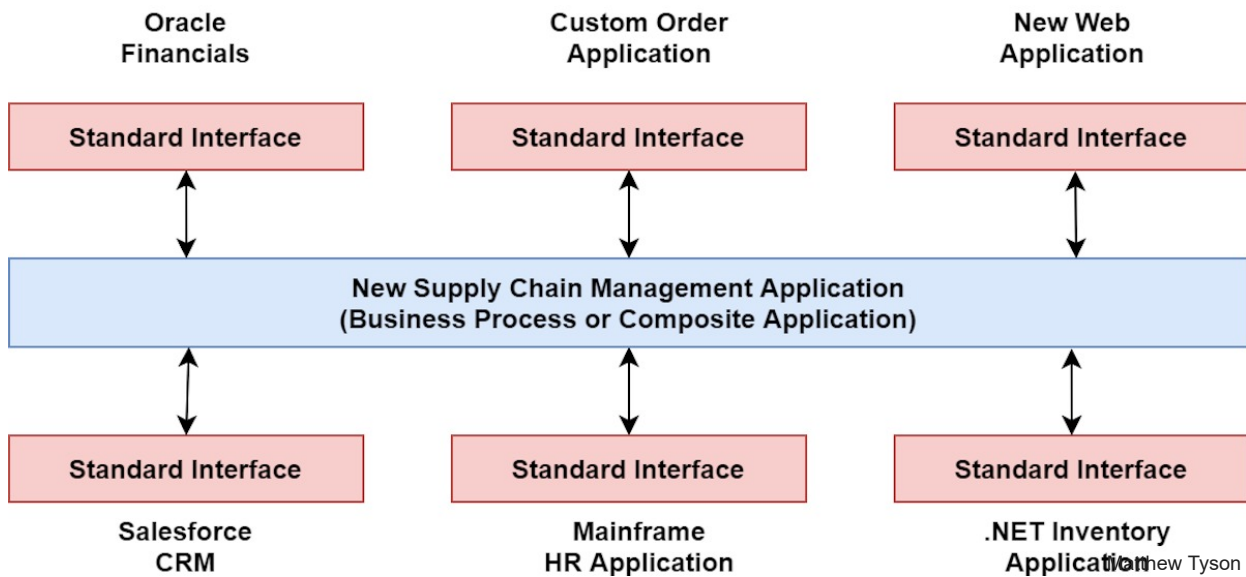 Oracle
Financials
Custom Order
Application
New Web
Application
Standard Interface
Standard Interface
Standard Interface
New Supply Chain Management Application
(Business Process or Composite Application)
Standard Interface
Standard Interface
Standard Interface
Salesforce
CRM
Mainframe
HR Application
.NET Inventory
Application
Matthew Tyson